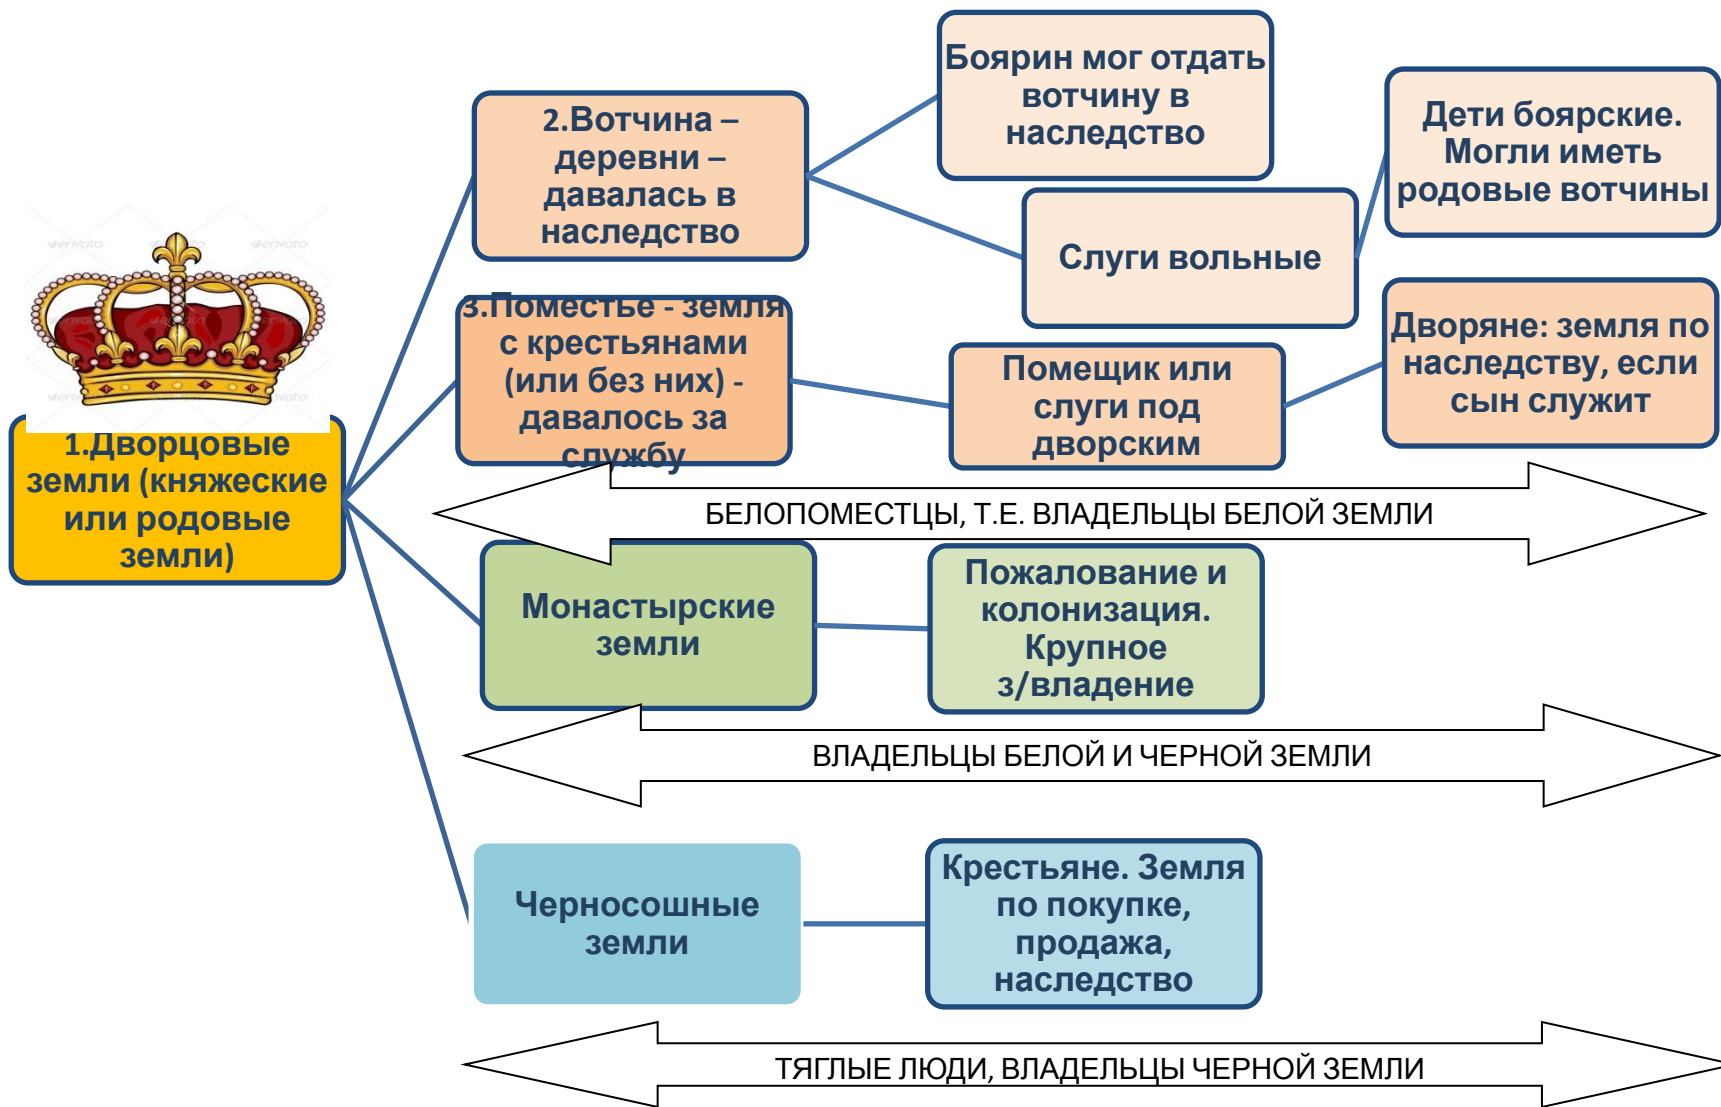 Боярин мог отдать
вотчину в
наследство
2.Вотчина –
деревни –
давалась в
наследство
Дети боярские.
Могли иметь
родовые вотчины
Слуги вольные
3.Поместье - земля
с крестьянами
(или без них) -
давалось за
службу
Помещик или
слуги под
дворским
Дворяне: земля по
наследству, если
сын служит
1.Дворцовые
земли (княжеские
или родовые
земли)
БЕЛОПОМЕСТЦЫ, Т.Е. ВЛАДЕЛЬЦЫ БЕЛОЙ ЗЕМЛИ
Монастырские
земли
Пожалование и
колонизация.
Крупное
з/владение
ВЛАДЕЛЬЦЫ БЕЛОЙ И ЧЕРНОЙ ЗЕМЛИ
Черносошные
земли
Крестьяне. Земля
по покупке,
продажа,
наследство
ТЯГЛЫЕ ЛЮДИ, ВЛАДЕЛЬЦЫ ЧЕРНОЙ ЗЕМЛИ